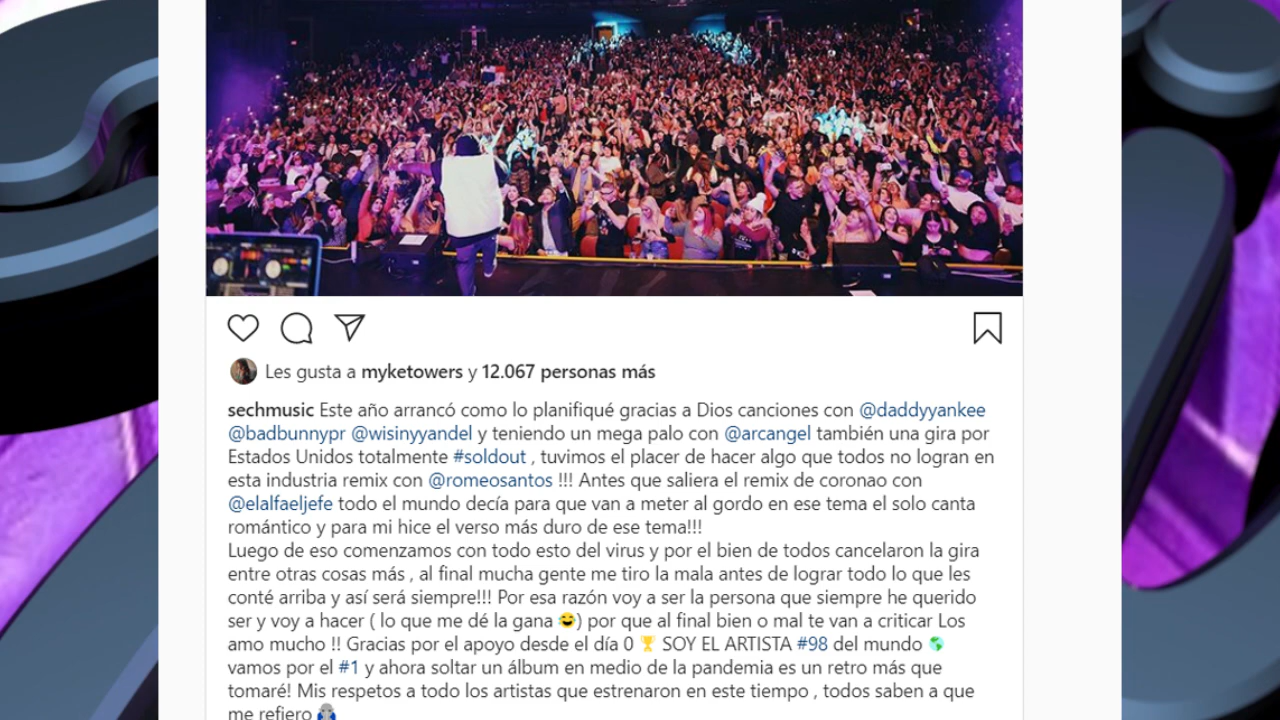 Les gusta a myketowers y 12.067 personas más
sechmusic Este año arrancó como lo planifiqué gracias a Dios canciones con @daddyyankee
@badbunnypr @wisinyyandel y teniendo un mega palo con @arcangel también una gira por
Estados Unidos totalmente #soldout , tuvimos el placer de hacer algo que todos no logran en
esta industria remix con @romeosantos !!! Antes que saliera el remix de coronao con
@elalfaeljefe todo el mundo decía para que van a meter al gordo en ese tema el solo canta
romántico y para mi hice el verso más duro de ese tema!!!
Luego de eso comenzamos con todo esto del virus y por el bien de todos cancelaron la gira
entre otras cosas más , al final mucha gente me tiro la mala antes de lograr todo lo que les
conté arriba y así será siempre!!! Por esa razón voy a ser la persona que siempre he querido
ser y voy a hacer ( lo que me dé la gana 😂) por que al final bien o mal te van a criticar Los
amo mucho !! Gracias por el apoyo desde el día 0 🏆 SOY EL ARTISTA #98 del mundo 🌎
vamos por el #1 y ahora soltar un álbum en medio de la pandemia es un retro más que
tomaré! Mis respetos a todo los artistas que estrenaron en este tiempo , todos saben a que
me refiero